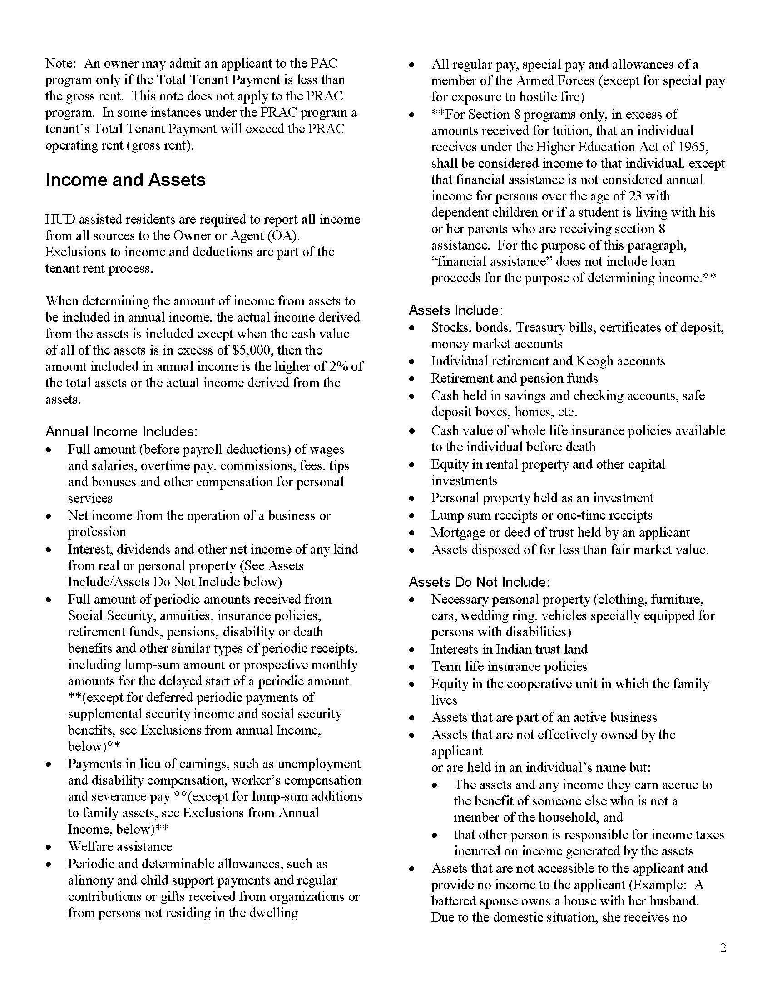 Note:  An owner may admit an applicant to the PAC
program only if the Total Tenant Payment is less than
the gross rent.  This note does not apply to the PRAC
program.  In some instances under the PRAC program a
tenant’s Total Tenant Payment will exceed the PRAC
operating rent (gross rent).
Income and Assets
HUD assisted residents are required to report all income
from all sources to the Owner or Agent (OA).
Exclusions to income and deductions are part of the
tenant rent process.
When determining the amount of income from assets to
be included in annual income, the actual income derived
from the assets is included except when the cash value
of all of the assets is in excess of $5,000, then the
amount included in annual income is the higher of 2% of
the total assets or the actual income derived from the
assets.
Annual Income Includes:
• Full amount (before payroll deductions) of wages
and salaries, overtime pay, commissions, fees, tips
and bonuses and other compensation for personal
services
• Net income from the operation of a business or
profession
• Interest, dividends and other net income of any kind
from real or personal property (See Assets
Include/Assets Do Not Include below)
• Full amount of periodic amounts received from
Social Security, annuities, insurance policies,
retirement funds, pensions, disability or death
benefits and other similar types of periodic receipts,
including lump-sum amount or prospective monthly
amounts for the delayed start of a periodic amount
**(except for deferred periodic payments of
supplemental security income and social security
benefits, see Exclusions from annual Income,
below)**
• Payments in lieu of earnings, such as unemployment
and disability compensation, worker’s compensation
and severance pay **(except for lump-sum additions
to family assets, see Exclusions from Annual
Income, below)**
• Welfare assistance
• Periodic and determinable allowances, such as
alimony and child support payments and regular
contributions or gifts received from organizations or
from persons not residing in the dwelling
• All regular pay, special pay and allowances of a
member of the Armed Forces (except for special pay
for exposure to hostile fire)
• **For Section 8 programs only, in excess of
amounts received for tuition, that an individual
receives under the Higher Education Act of 1965,
shall be considered income to that individual, except
that financial assistance is not considered annual
income for persons over the age of 23 with
dependent children or if a student is living with his
or her parents who are receiving section 8
assistance.  For the purpose of this paragraph,
“financial assistance” does not include loan
proceeds for the purpose of determining income.**
Assets Include:
• Stocks, bonds, Treasury bills, certificates of deposit,
money market accounts
• Individual retirement and Keogh accounts
• Retirement and pension funds
• Cash held in savings and checking accounts, safe
deposit boxes, homes, etc.
• Cash value of whole life insurance policies available
to the individual before death
• Equity in rental property and other capital
investments
• Personal property held as an investment
• Lump sum receipts or one-time receipts
• Mortgage or deed of trust held by an applicant
• Assets disposed of for less than fair market value.
Assets Do Not Include:
• Necessary personal property (clothing, furniture,
cars, wedding ring, vehicles specially equipped for
persons with disabilities)
• Interests in Indian trust land
• Term life insurance policies
• Equity in the cooperative unit in which the family
lives
• Assets that are part of an active business
• Assets that are not effectively owned by the
applicant
or are held in an individual’s name but:
• The assets and any income they earn accrue to
the benefit of someone else who is not a
member of the household, and
• that other person is responsible for income taxes
incurred on income generated by the assets
• Assets that are not accessible to the applicant and
provide no income to the applicant (Example:  A
battered spouse owns a house with her husband.
Due to the domestic situation, she receives no
2